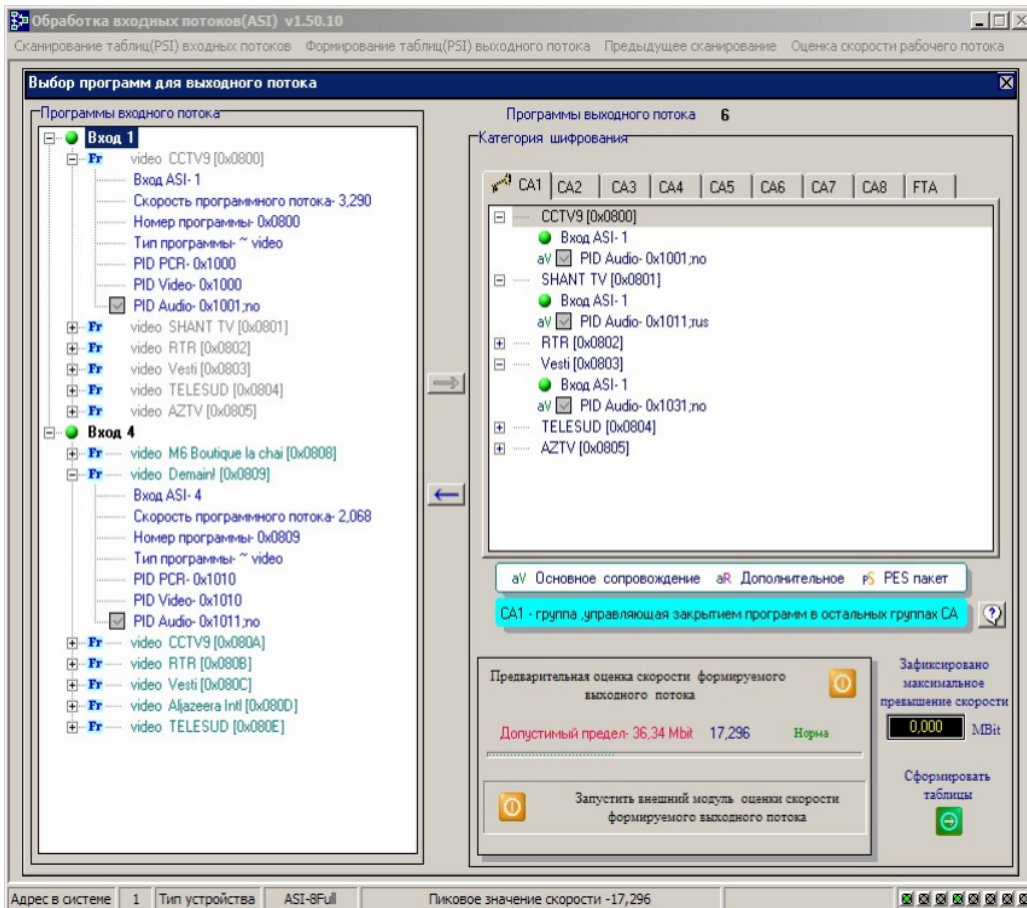 Обработка входных потоков(ASI) v1.50.10
Сканирование таблиц(PSI) входных потоков Формирование таблиц(PSI) выходного потока Предыдущее сканирование Оценка скорости рабочего потока
Выбор программ для выходного потока
Программы входного потока
Вход 1
Fr video CCTV9 [0x0800]
Вход ASI- 1
Скорость программного потока- 3,290
Номер программы- 0x0800
Тип программы- ~ video
PID PCR- 0x1000
PID Video- 0x1000
PID Audio- 0x1001;no
Fr video SHANT TV [0x0801]
Fr video RTR [0x0802]
Fr video Vesti [0x0803]
Fr video TELESUD [0x0804]
Fr video AZTV [0x0805]
Вход 4
Fr video M6 Boutique la chai [0x0808]
Fr video Demain! [0x0809]
Вход ASI- 4
Скорость программного потока- 2,068
Номер программы- 0x0809
Тип программы- ~ video
PID PCR- 0x1010
PID Video- 0x1010
PID Audio- 0x1011;no
Fr video CCTV9 [0x080A]
Fr video RTR [0x080B]
Fr video Vesti [0x080C]
Fr video Aljazeera Intl [0x080D]
Fr video TELESUD [0x080E]
Программы выходного потока 6
Категория шифрования
CA1 CA2 CA3 CA4 CA5 CA6 CA7 CA8 FTA
CCTV9 [0x0800]
Вход ASI- 1
aV PID Audio- 0x1001;no
SHANT TV [0x0801]
Вход ASI- 1
aV PID Audio- 0x1011;rus
RTR [0x0802]
Vesti [0x0803]
Вход ASI- 1
aV PID Audio- 0x1031;no
TELESUD [0x0804]
AZTV [0x0805]
aV Основное сопровождение aR Дополнительное pS PES пакет
CA1 - группа ,управляющая закрытием программ в остальных группах CA
Предварительная оценка скорости формируемого
выходного потока
Допустимый предел- 36,34 Mbit 17,296 Норма
Запустить внешний модуль оценки скорости
формируемого выходного потока
Зафиксировано
максимальное
превышение скорости
0,000 MBit
Сформировать
таблицы
Адрес в системе 1 Тип устройства ASI-8Full Пиковое значение скорости -17,296